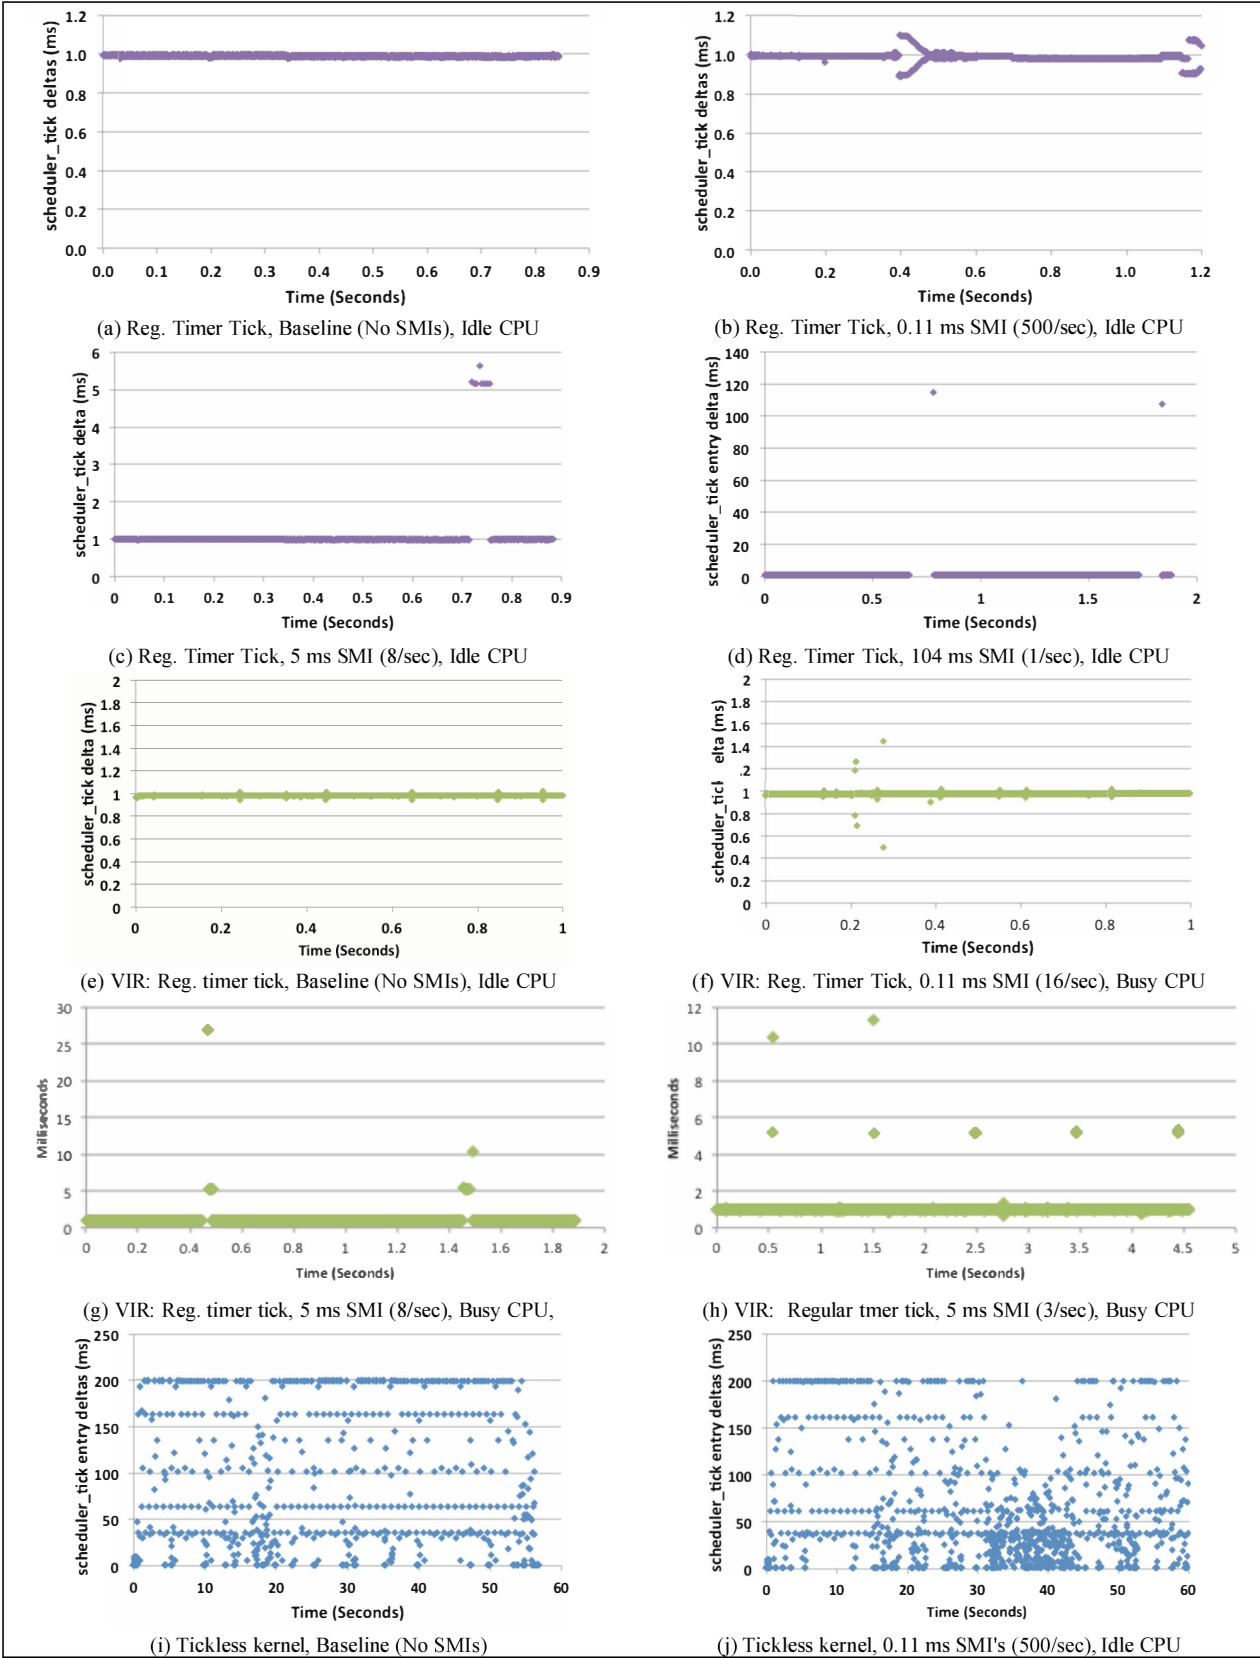 1.2
1.0
0.8
0.6
0.4
0.2
0.0
scheduler_tick deltas (ms)
0.0 0.1 0.2 0.3 0.4 0.5 0.6 0.7 0.8 0.9
Time (Seconds)
(a) Reg. Timer Tick, Baseline (No SMIs), Idle CPU
1.2
1.0
0.8
0.6
0.4
0.2
0.0
scheduler_tick deltas (ms)
0.0 0.2 0.4 0.6 0.8 1.0 1.2
Time (Seconds)
(b) Reg. Timer Tick, 0.11 ms SMI (500/sec), Idle CPU
6
5
4
3
2
1
0
scheduler_tick delta (ms)
0 0.1 0.2 0.3 0.4 0.5 0.6 0.7 0.8 0.9
Time (Seconds)
(c) Reg. Timer Tick, 5 ms SMI (8/sec), Idle CPU
140
120
100
80
60
40
20
0
scheduler_tick entry delta (ms)
0 0.5 1 1.5 2
Time (Seconds)
(d) Reg. Timer Tick, 104 ms SMI (1/sec), Idle CPU
2
1.8
1.6
1.4
1.2
1
0.8
0.6
0.4
0.2
0
scheduler_tick delta (ms)
0 0.2 0.4 0.6 0.8 1
Time (Seconds)
(e) VIR: Reg. timer tick, Baseline (No SMIs), Idle CPU
2
1.8
1.6
1.4
.2
1
0.8
0.6
0.4
0.2
0
scheduler_tick elta (ms)
0 0.2 0.4 0.6 0.8 1
Time (Seconds)
(f) VIR: Reg. Timer Tick, 0.11 ms SMI (16/sec), Busy CPU
30
25
20
15
10
5
0
Milliseconds
0 0.2 0.4 0.6 0.8 1 1.2 1.4 1.6 1.8 2
Time (Seconds)
(g) VIR: Reg. timer tick, 5 ms SMI (8/sec), Busy CPU,
12
10
8
6
4
2
0
Milliseconds
0 0.5 1 1.5 2 2.5 3 3.5 4 4.5 5
Time (Seconds)
(h) VIR: Regular tmer tick, 5 ms SMI (3/sec), Busy CPU
250
200
150
100
50
0
scheduler_tick entry deltas (ms)
0 10 20 30 40 50 60
Time (Seconds)
(i) Tickless kernel, Baseline (No SMIs)
250
200
150
100
50
0
scheduler_tick entry deltas (ms)
0 10 20 30 40 50 60
Time (Seconds)
(j) Tickless kernel, 0.11 ms SMI's (500/sec), Idle CPU